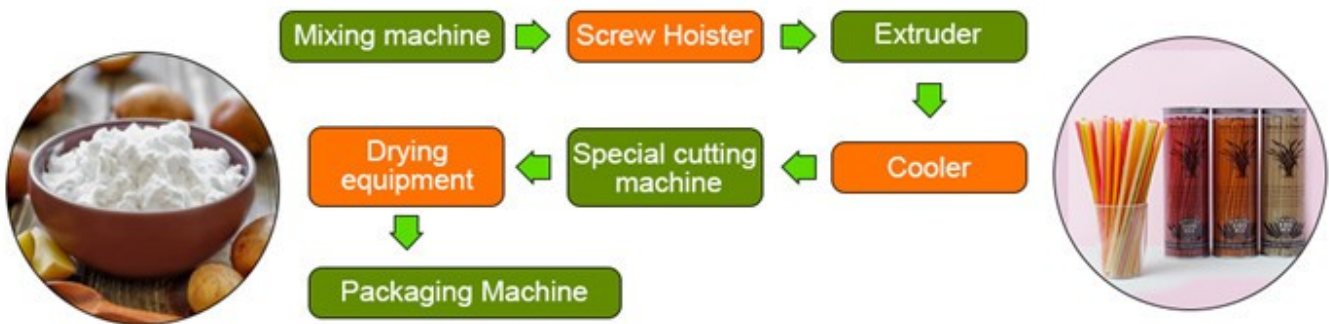 Mixing machine
Screw Hoister
Extruder
Drying
equipment
Special cutting
machine
Cooler
Packaging Machine